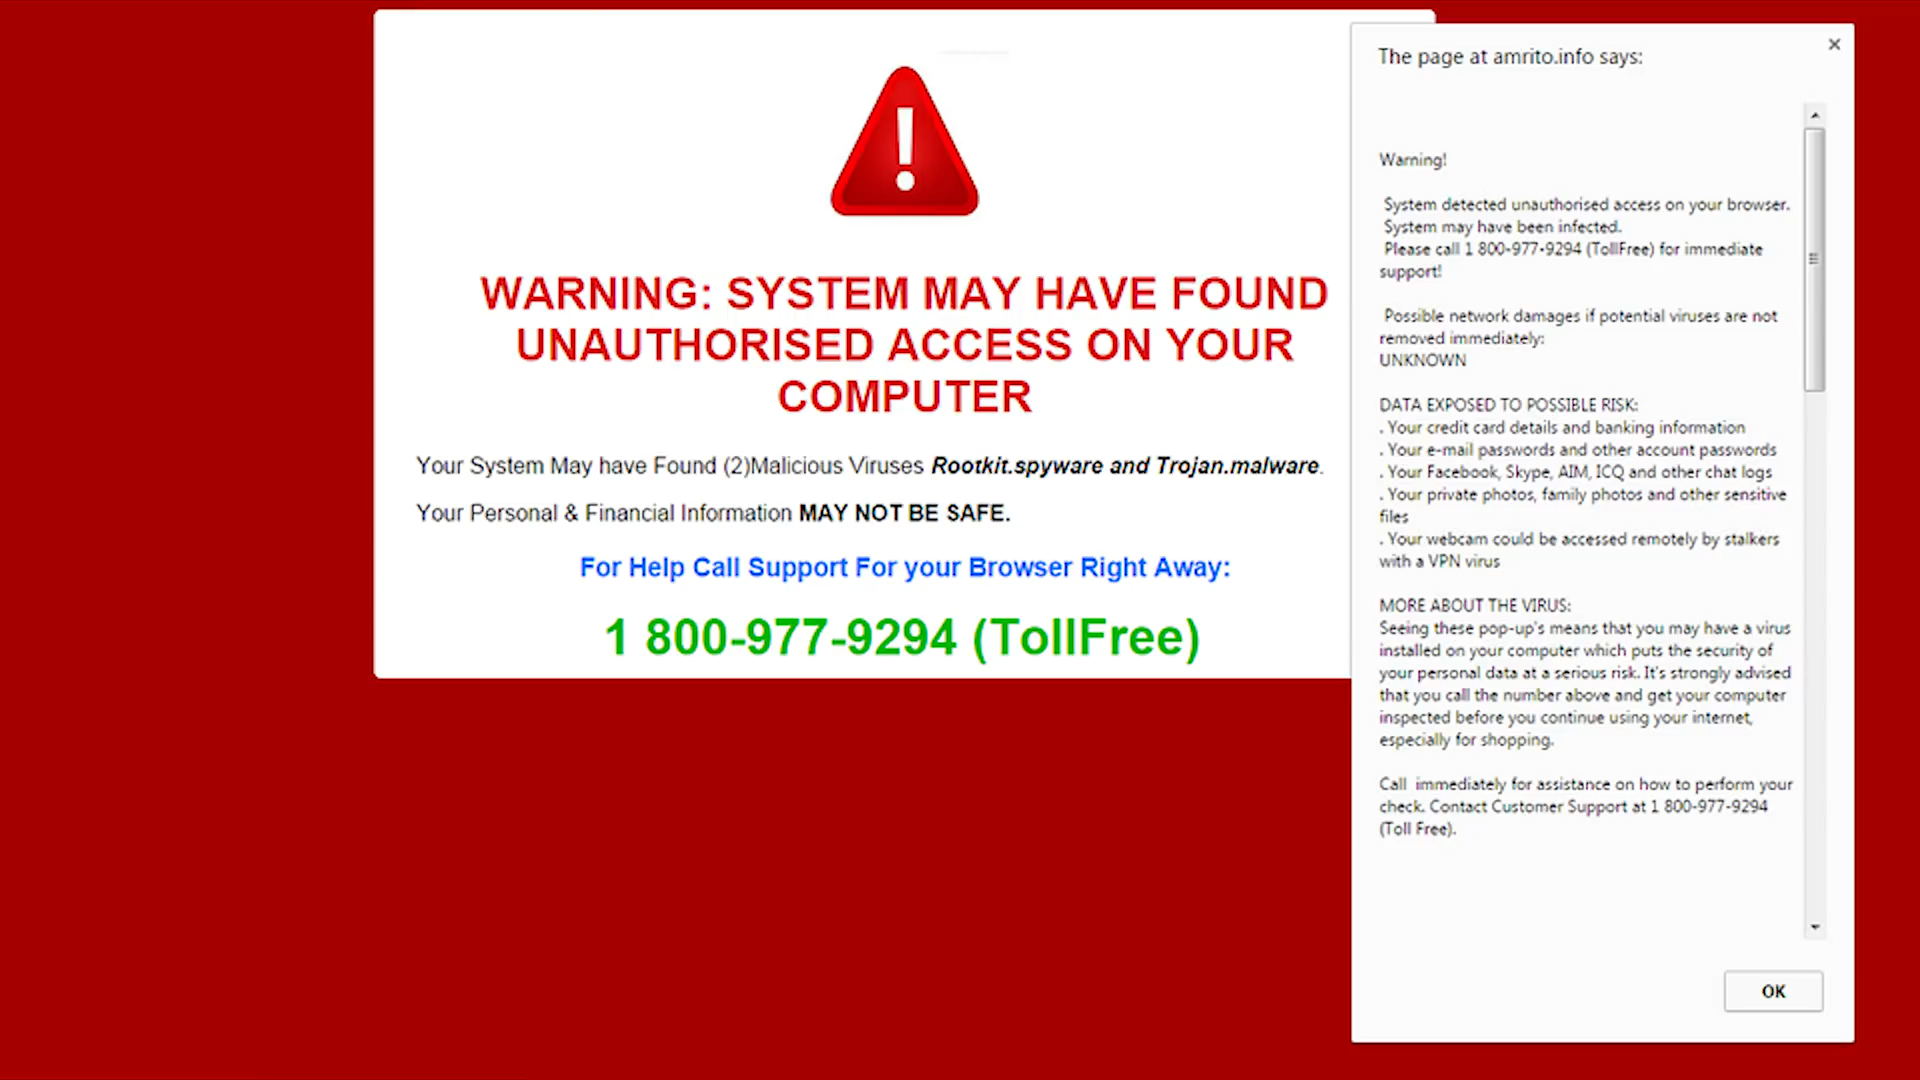 WARNING: SYSTEM MAY HAVE FOUND
UNAUTHORISED ACCESS ON YOUR
COMPUTER
Your System May have Found (2)Malicious Viruses Rootkit.spyware and Trojan.malware.
Your Personal & Financial Information MAY NOT BE SAFE.
For Help Call Support For your Browser Right Away:
1 800-977-9294 (TollFree)
The page at amrito.info says:
Warning!
System detected unauthorised access on your browser.
System may have been infected.
Please call 1 800-977-9294 (TollFree) for immediate
support!
Possible network damages if potential viruses are not
removed immediately:
UNKNOWN
DATA EXPOSED TO POSSIBLE RISK:
. Your credit card details and banking information
. Your e-mail passwords and other account passwords
. Your Facebook, Skype, AIM, ICQ and other chat logs
. Your private photos, family photos and other sensitive
files
. Your webcam could be accessed remotely by stalkers
with a VPN virus
MORE ABOUT THE VIRUS:
Seeing these pop-up's means that you may have a virus
installed on your computer which puts the security of
your personal data at a serious risk. It's strongly advised
that you call the number above and get your computer
inspected before you continue using your internet,
especially for shopping.
Call  immediately for assistance on how to perform your
check. Contact Customer Support at 1 800-977-9294
(Toll Free).
OK